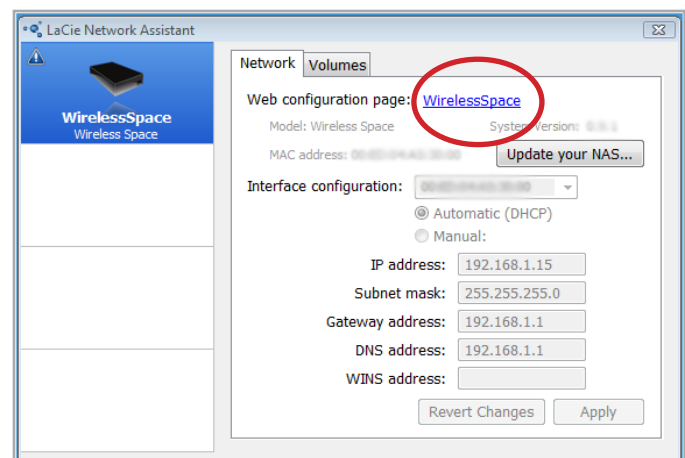 LaCie Network Assistant
WirelessSpace
Wireless Space
Network Volumes
Web configuration page: WirelessSpace
Model: Wireless Space System version:
MAC address: Update your NAS...
Interface configuration:
Automatic (DHCP)
Manual:
IP address: 192.168.1.15
Subnet mask: 255.255.255.0
Gateway address: 192.168.1.1
DNS address: 192.168.1.1
WINS address:
Revert Changes Apply